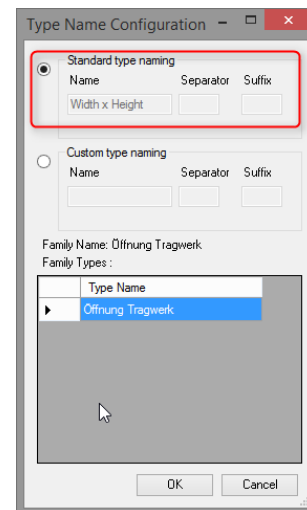 Type Name Configuration
Standard type naming
Name Separator Suffix
Width x Height
Custom type naming
Name Separator Suffix
Family Name: Öffnung Tragwerk
Family Types :
Type Name
Öffnung Tragwerk
OK Cancel